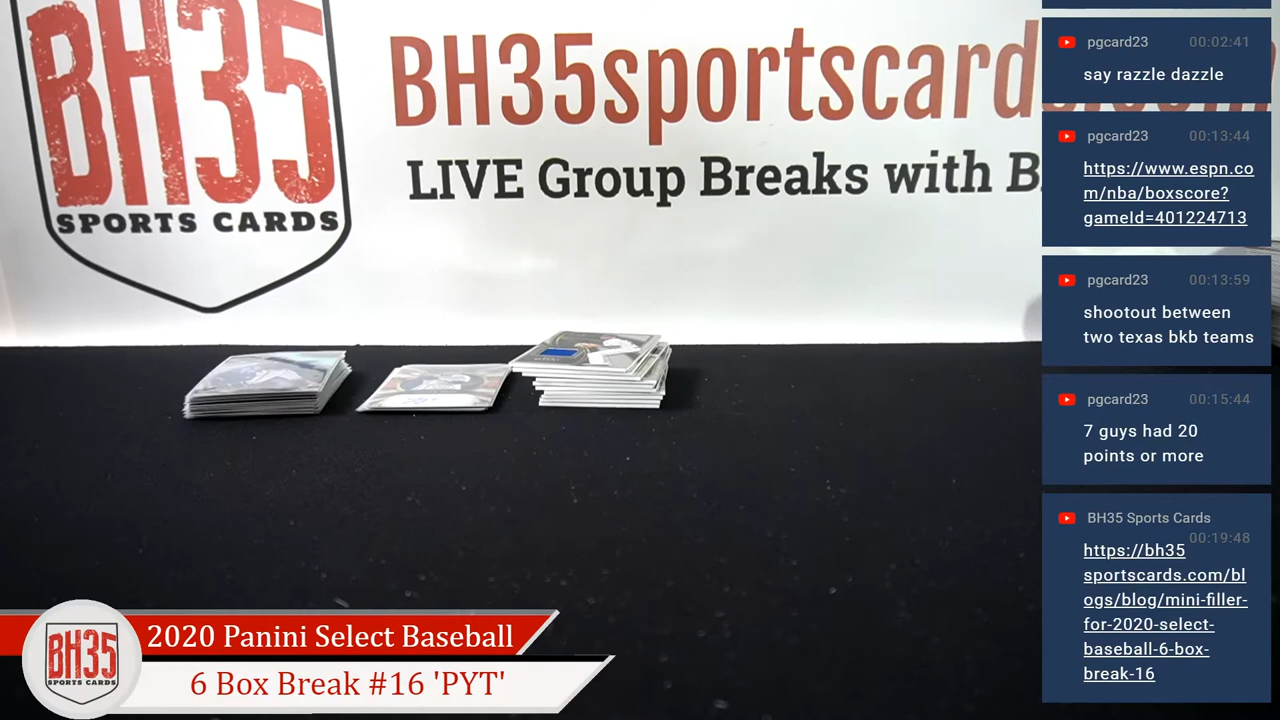 BH35
SPORTS CARDS
BH35sportscards.com
LIVE Group Breaks with B
pgcard23 00:02:41
say razzle dazzle
pgcard23 00:13:44
https://www.espn.co
m/nba/boxscore?
gameId=401224713
pgcard23 00:13:59
shootout between
two texas bkb teams
pgcard23 00:15:44
7 guys had 20
points or more
BH35 Sports Cards
00:19:48
https://bh35
sportscards.com/bl
ogs/blog/mini-filler-
for-2020-select-
baseball-6-box-
break-16
BH35
SPORTS CARDS
2020 Panini Select Baseball
6 Box Break #16 'PYT'